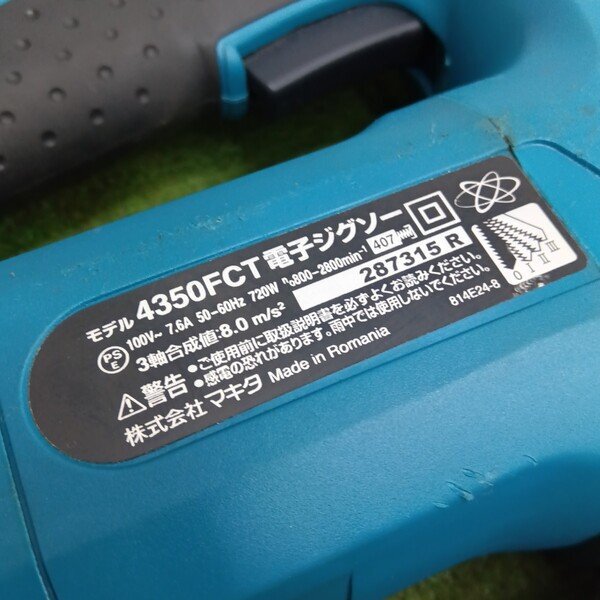 モデル 4350FCT 電子ジグソー
PSE 100V~ 7.6A 50-60Hz 720W n₀800-2800min⁻¹ 407
3軸合成値:8.0 m/s² 287315 R
⚠警告 •ご使用前に取扱説明書を必ずよくお読みください。
•感電の恐れがあります。雨中では使用しないでください。
株式会社 マキタ Made in Romania
0 I II III
814E24-8